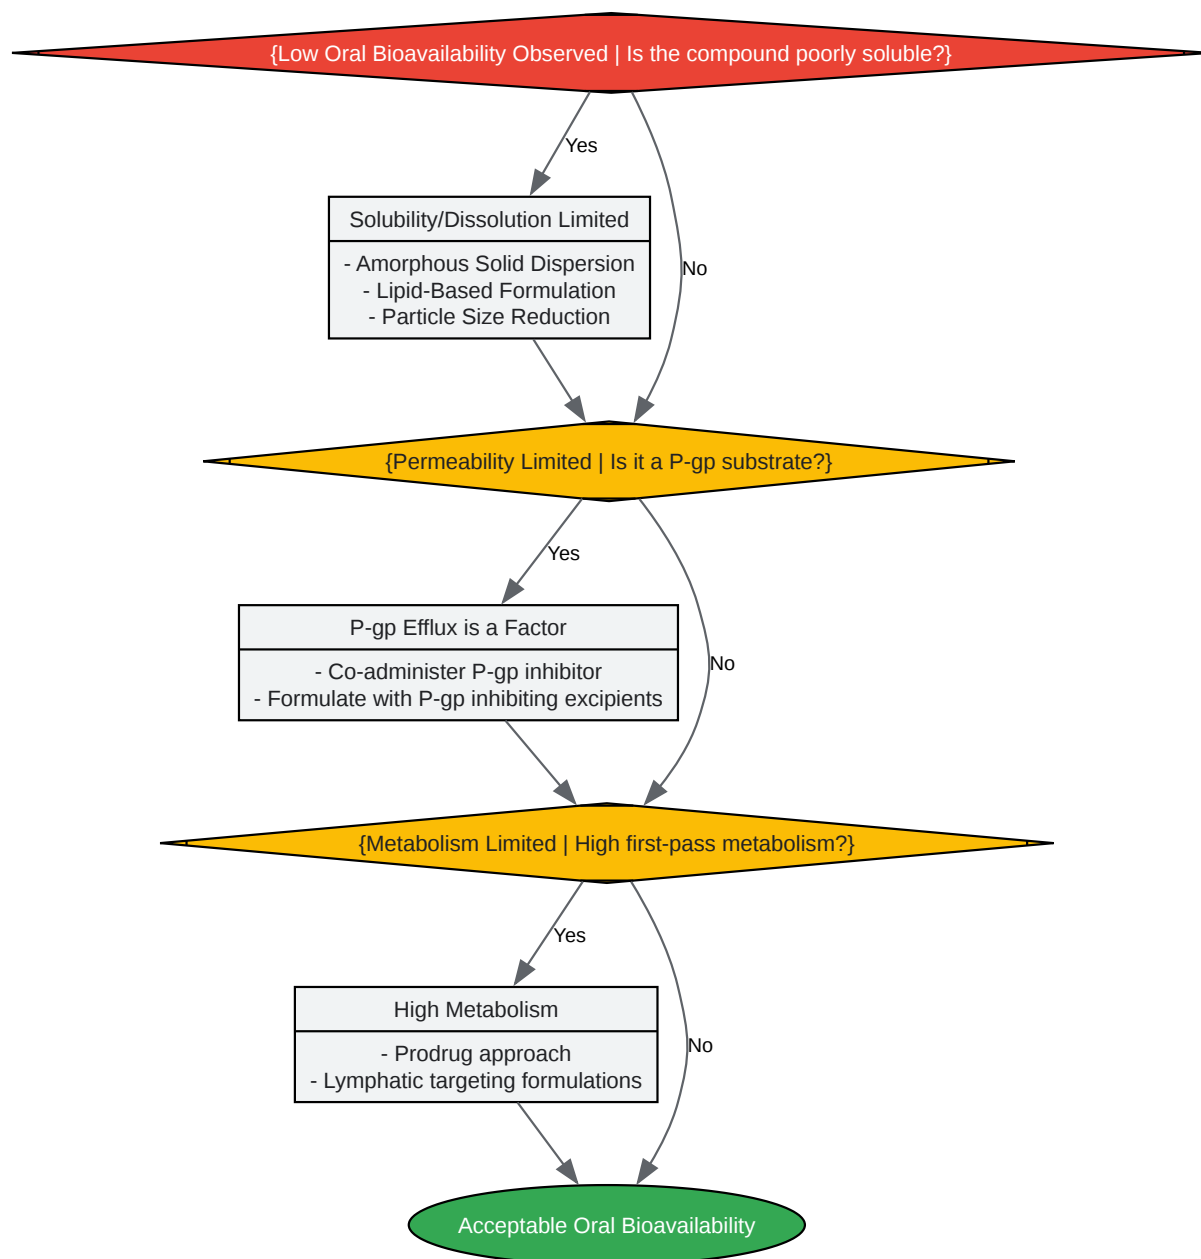 {Low Oral Bioavailability Observed | Is the compound poorly soluble?}
Yes
Solubility/Dissolution Limited
- Amorphous Solid Dispersion
- Lipid-Based Formulation
- Particle Size Reduction
No
{Permeability Limited | Is it a P-gp substrate?}
Yes
P-gp Efflux is a Factor
- Co-administer P-gp inhibitor
- Formulate with P-gp inhibiting excipients
No
{Metabolism Limited | High first-pass metabolism?}
Yes
High Metabolism
- Prodrug approach
- Lymphatic targeting formulations
No
Acceptable Oral Bioavailability